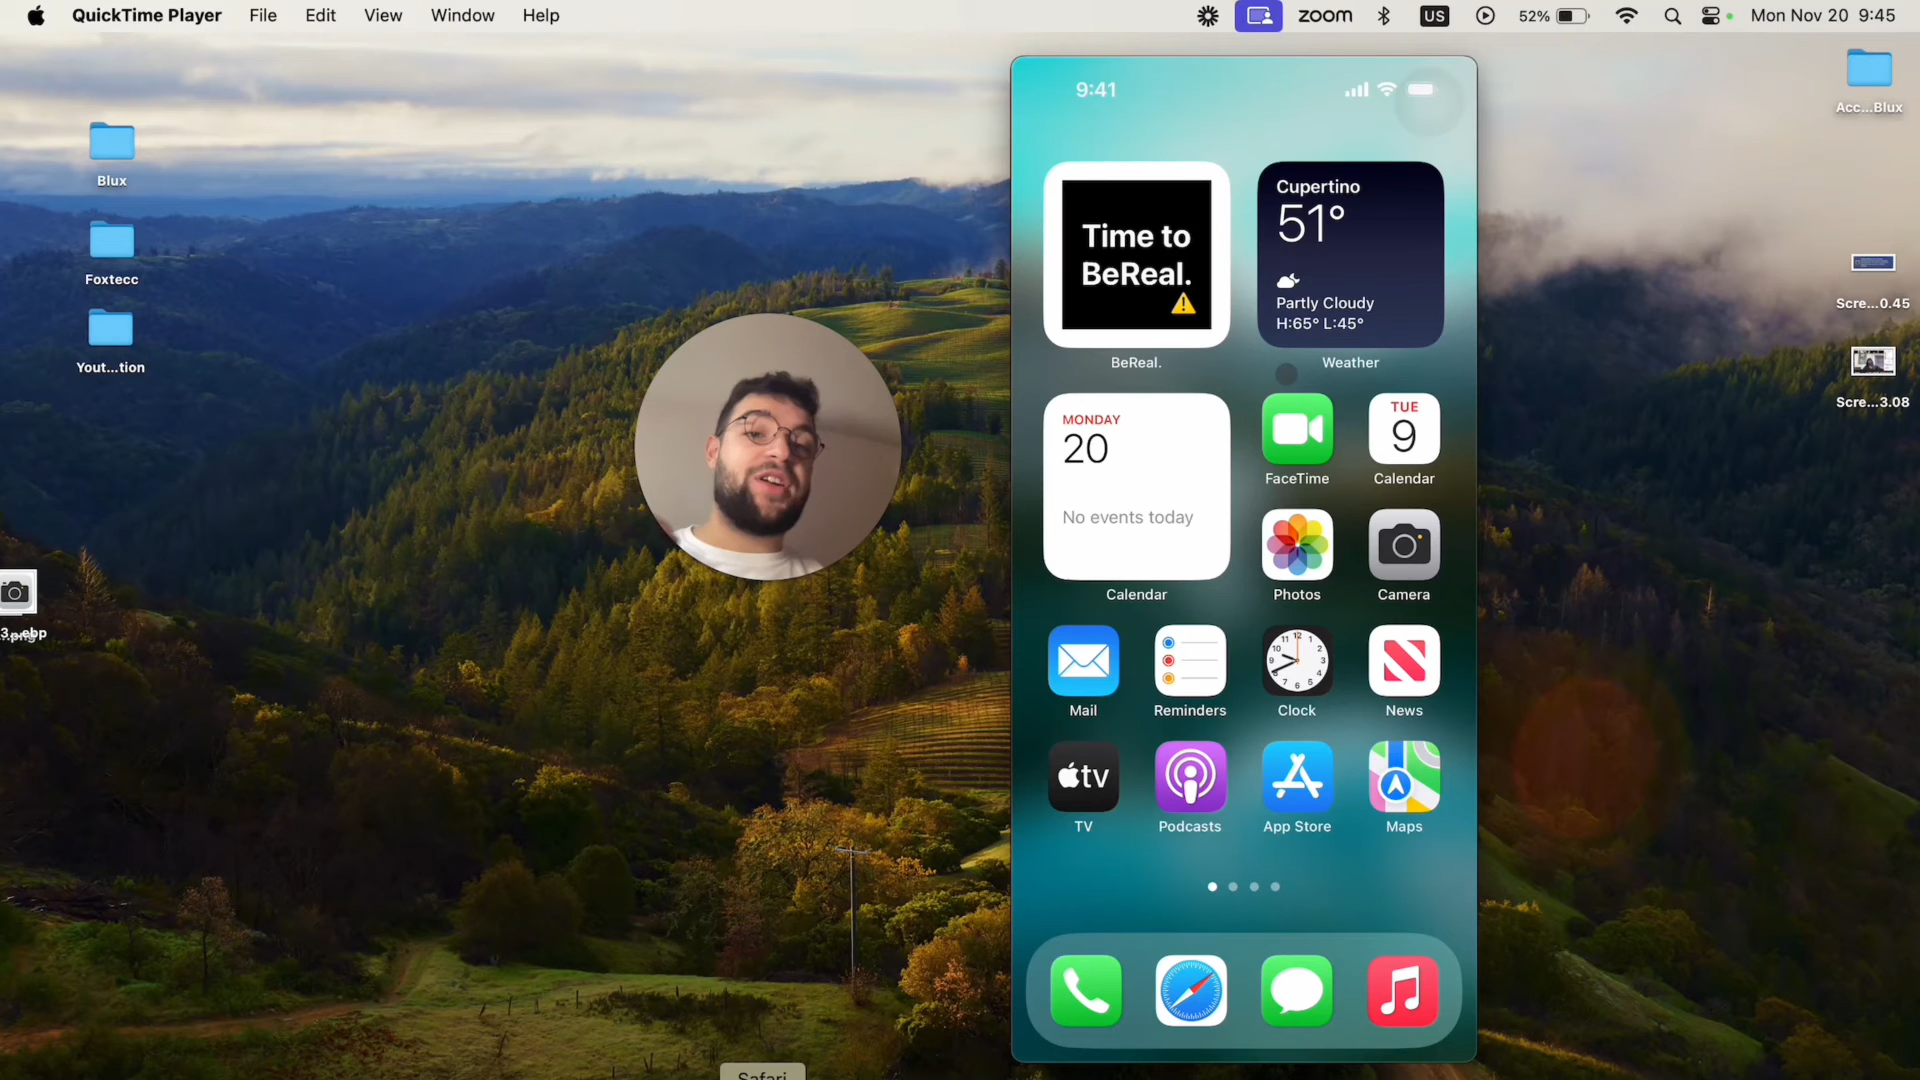 QuickTime Player File Edit View Window Help
zoom US 52% Mon Nov 20 9:45
Blux
Foxtecc
Yout...tion
Acc...Blux
Scre...0.45
Scre...3.08
9:41
Time to
BeReal.
BeReal.
Cupertino
51°
Partly Cloudy
H:65° L:45°
Weather
MONDAY
20
No events today
Calendar
FaceTime
TUE
9
Calendar
Photos
Camera
Mail
Reminders
Clock
News
tv
TV
Podcasts
App Store
Maps
Safari